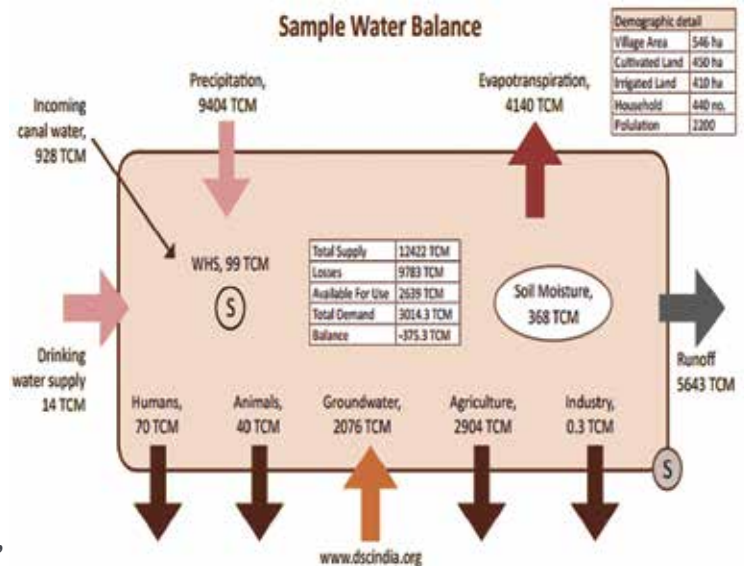 Sample Water Balance
Demographic detail
Village Area 546 ha
Cultivated Land 450 ha
Irrigated Land 410 ha
Household 440 no.
Polulation 2200
Precipitation,
9404 TCM
Evapotranspiration,
4140 TCM
Incoming
canal water,
928 TCM
WHS, 99 TCM
S
Total Supply 12422 TCM
Losses 9783 TCM
Available For Use 2639 TCM
Total Demand 3014.3 TCM
Balance -375.3 TCM
Soil Moisture,
368 TCM
Drinking
water supply
14 TCM
Runoff
5643 TCM
Humans,
70 TCM
Animals,
40 TCM
Groundwater,
2076 TCM
Agriculture,
2904 TCM
Industry,
0.3 TCM
S
www.dscindia.org
,